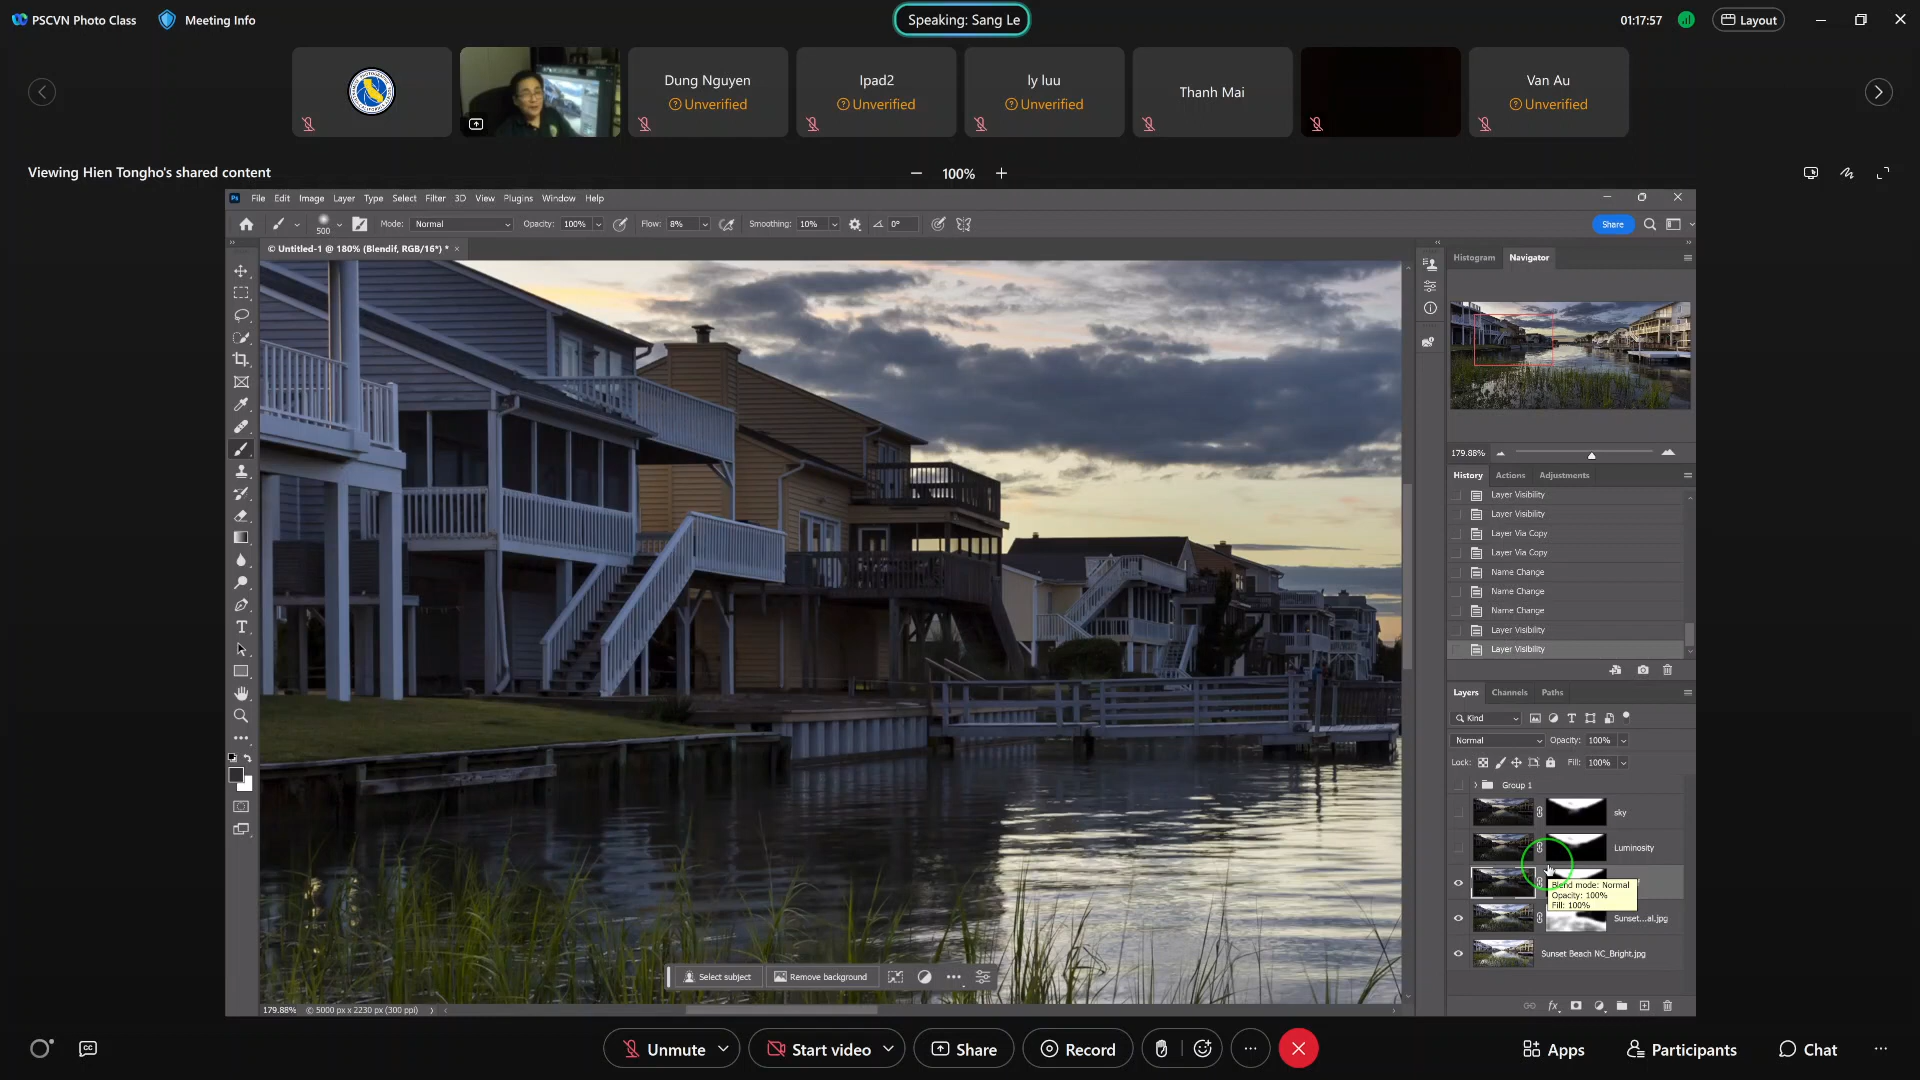 PSCVN Photo Class
Meeting Info
Speaking: Sang Le
01:17:57
Layout
Dung Nguyen
Unverified
Ipad2
Unverified
ly luu
Unverified
Thanh Mai
Van Au
Unverified
Viewing Hien Tongho's shared content
100%
Ps
File Edit Image Layer Type Select Filter 3D View Plugins Window Help
500
Mode: Normal
Opacity: 100%
Flow: 8%
Smoothing: 10%
0°
Share
© Untitled-1 @ 180% (Blendif, RGB/16*) *
Histogram Navigator
179.88%
History Actions Adjustments
Layer Visibility
Layer Visibility
Layer Via Copy
Layer Via Copy
Name Change
Name Change
Name Change
Layer Visibility
Layer Visibility
Layers Channels Paths
Kind
Normal
Opacity: 100%
Lock:
Fill: 100%
Group 1
sky
Luminosity
Blend mode: Normal
Opacity: 100%
Fill: 100%
Sunset...al.jpg
Sunset Beach NC_Bright.jpg
Select subject
Remove background
179.88% © 5000 px x 2230 px (300 ppi)
CC
Unmute
Start video
Share
Record
Apps
Participants
Chat